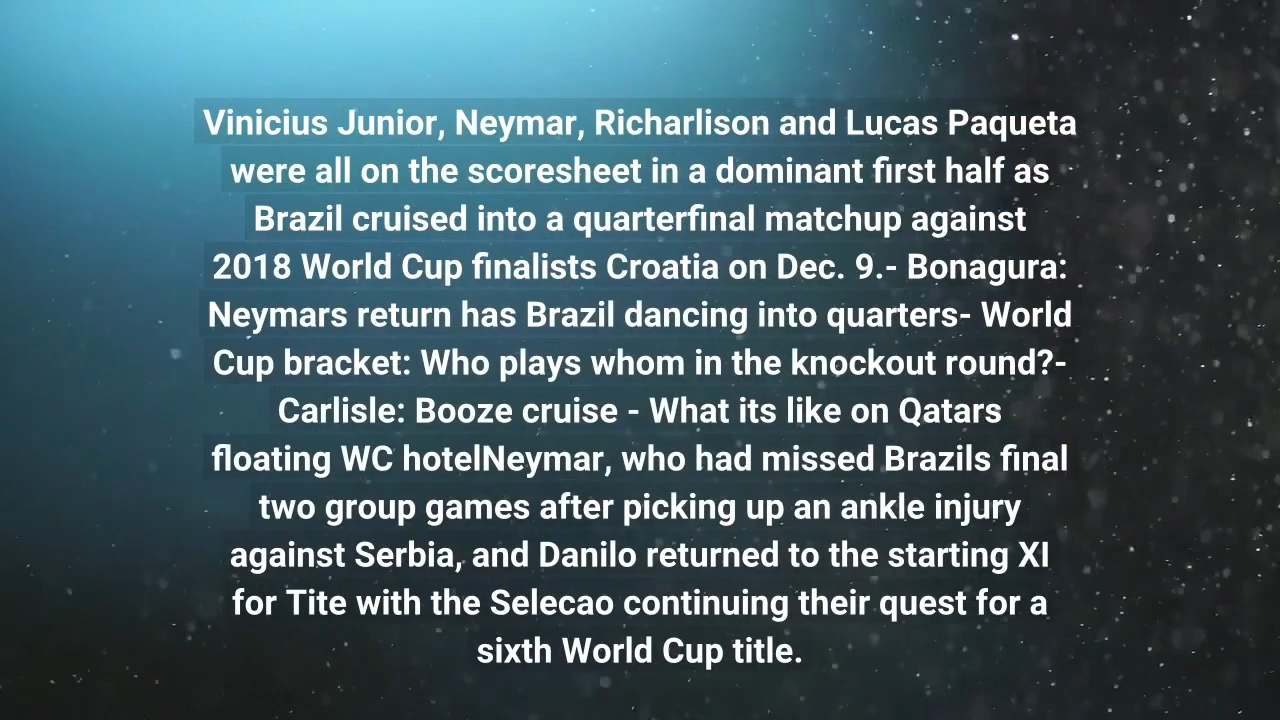 Vinicius Junior, Neymar, Richarlison and Lucas Paqueta
were all on the scoresheet in a dominant first half as
Brazil cruised into a quarterfinal matchup against
2018 World Cup finalists Croatia on Dec. 9.- Bonagura:
Neymars return has Brazil dancing into quarters- World
Cup bracket: Who plays whom in the knockout round?-
Carlisle: Booze cruise - What its like on Qatars
floating WC hotelNeymar, who had missed Brazils final
two group games after picking up an ankle injury
against Serbia, and Danilo returned to the starting XI
for Tite with the Selecao continuing their quest for a
sixth World Cup title.